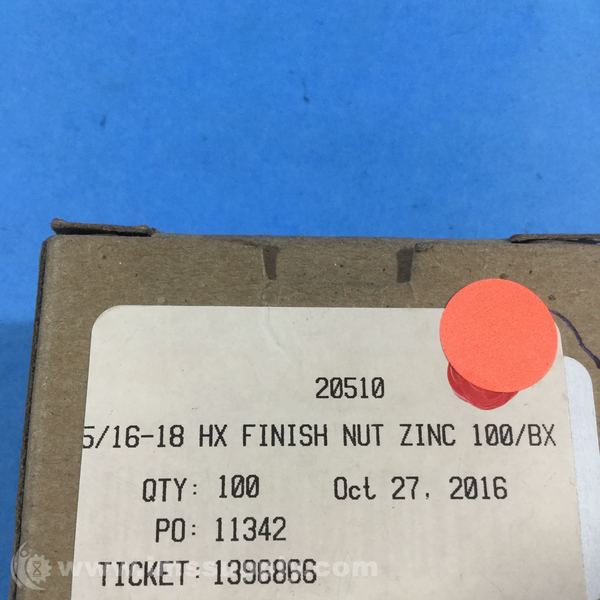 20510
5/16-18 HX FINISH NUT ZINC 100/BX
QTY: 100 Oct 27, 2016
PO: 11342
TICKET: 1396866